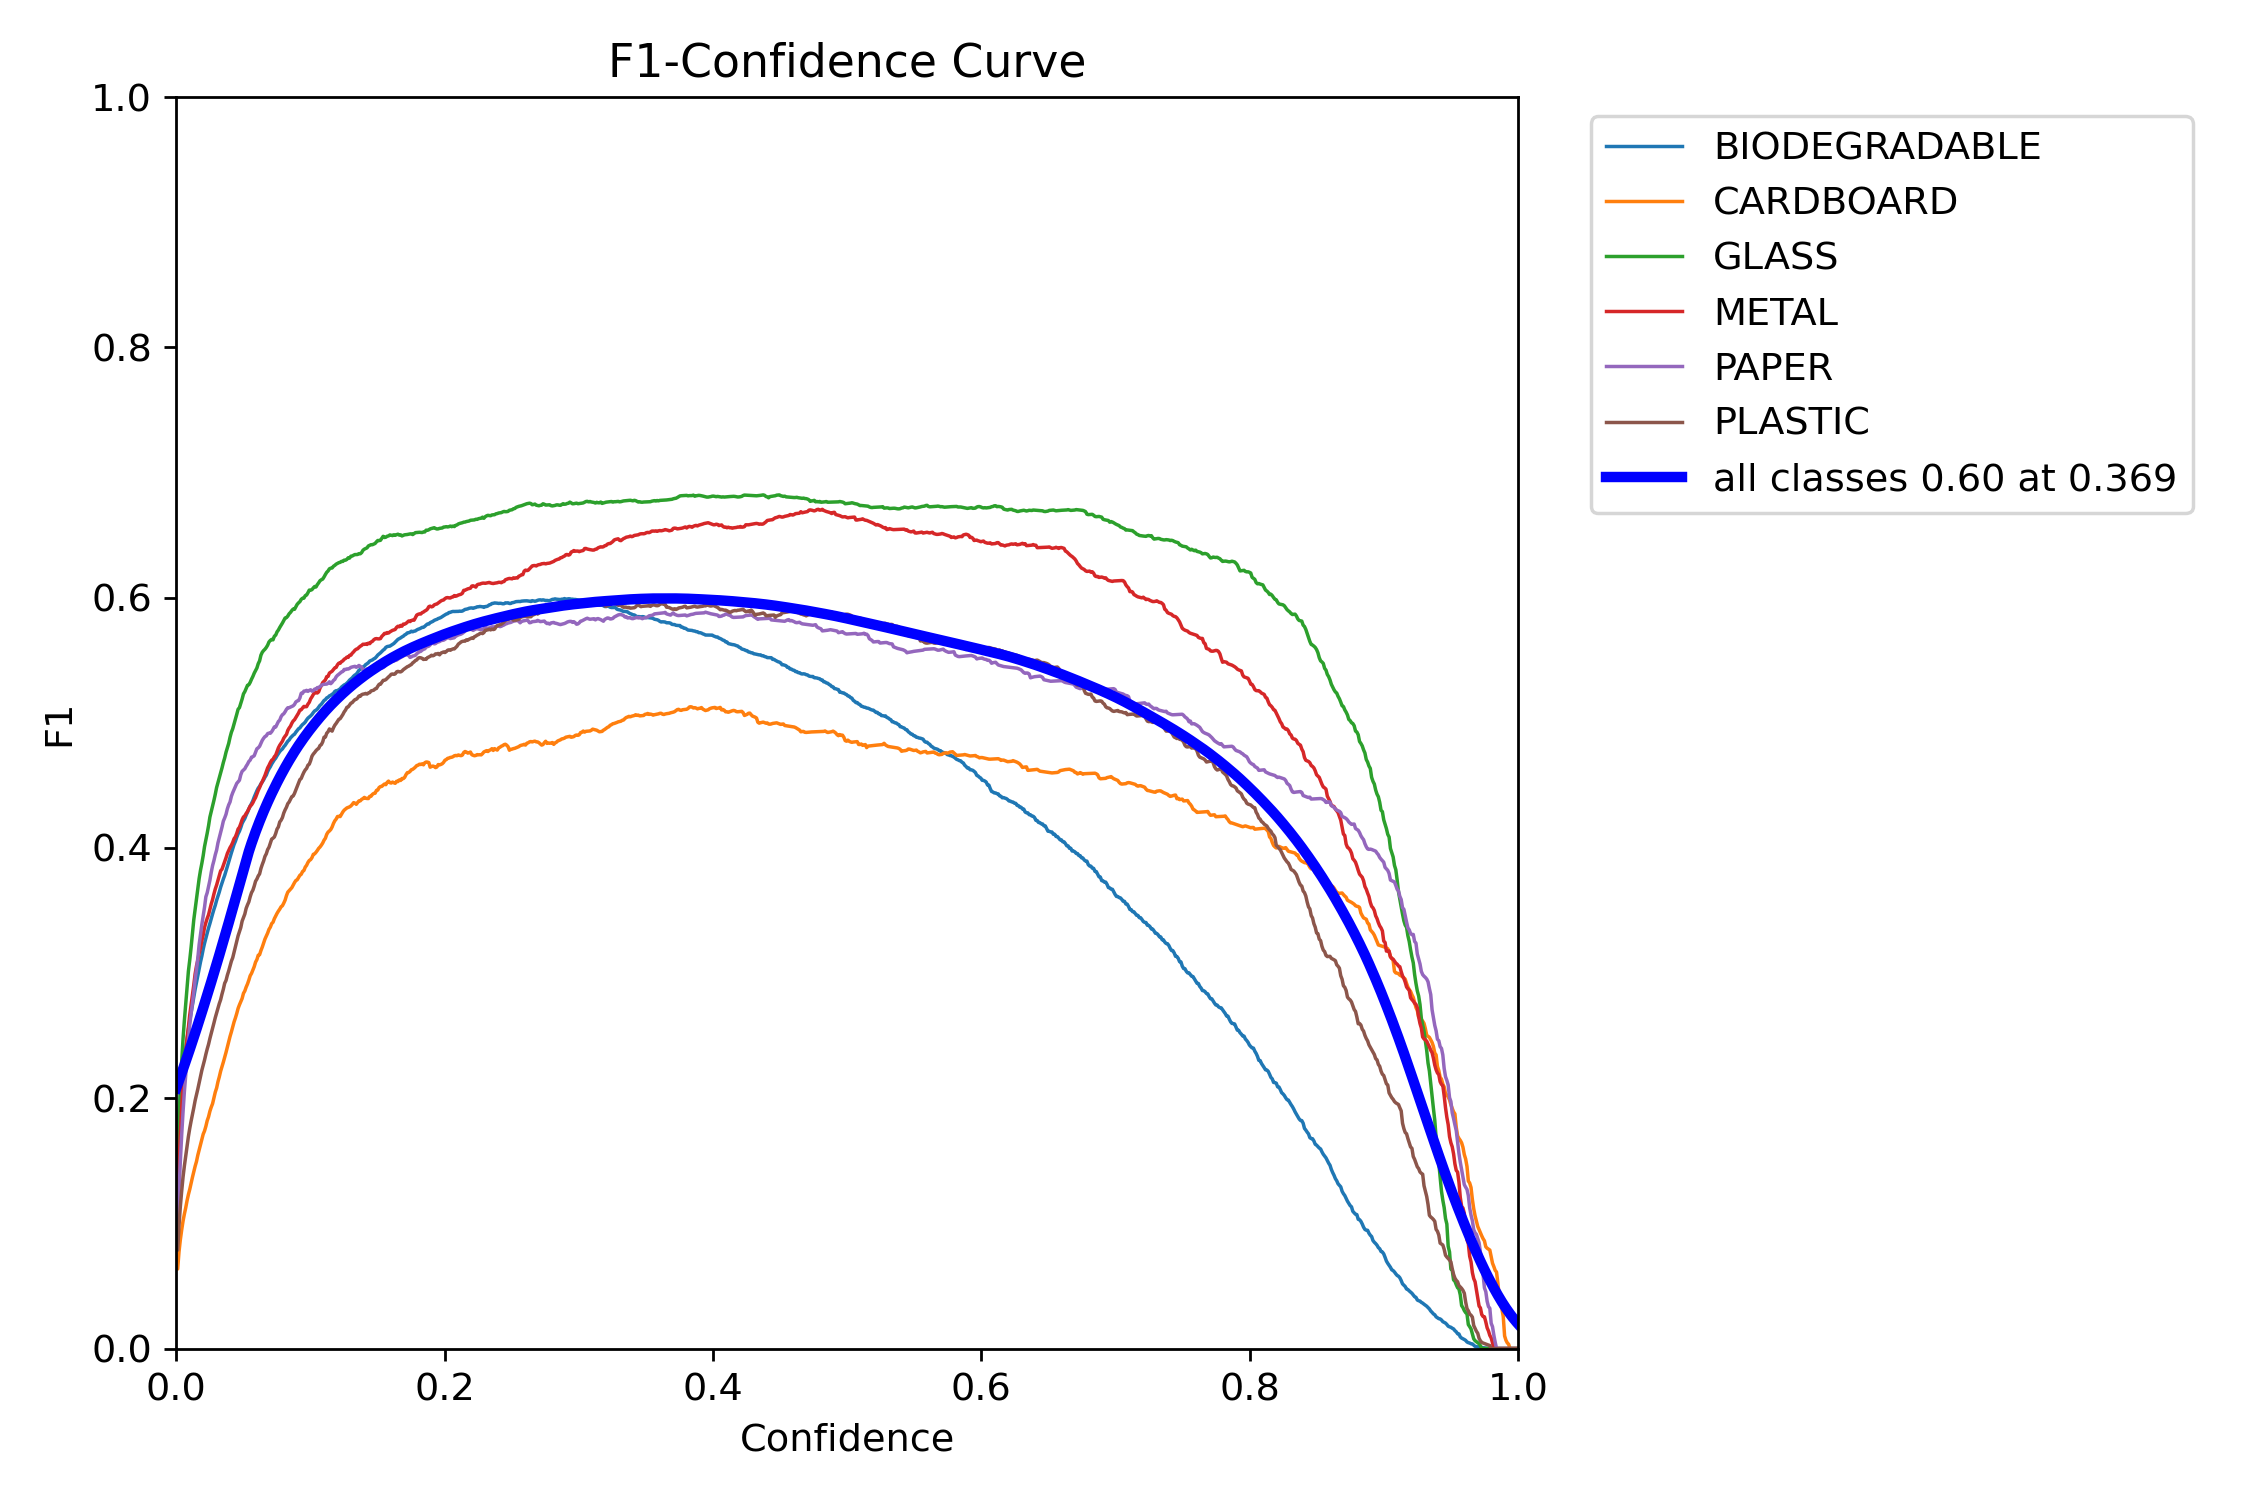 F1-Confidence Curve
1.0
0.8
0.6
0.4
0.2
0.0
F1
0.0 0.2 0.4 0.6 0.8 1.0
Confidence
BIODEGRADABLE
CARDBOARD
GLASS
METAL
PAPER
PLASTIC
all classes 0.60 at 0.369